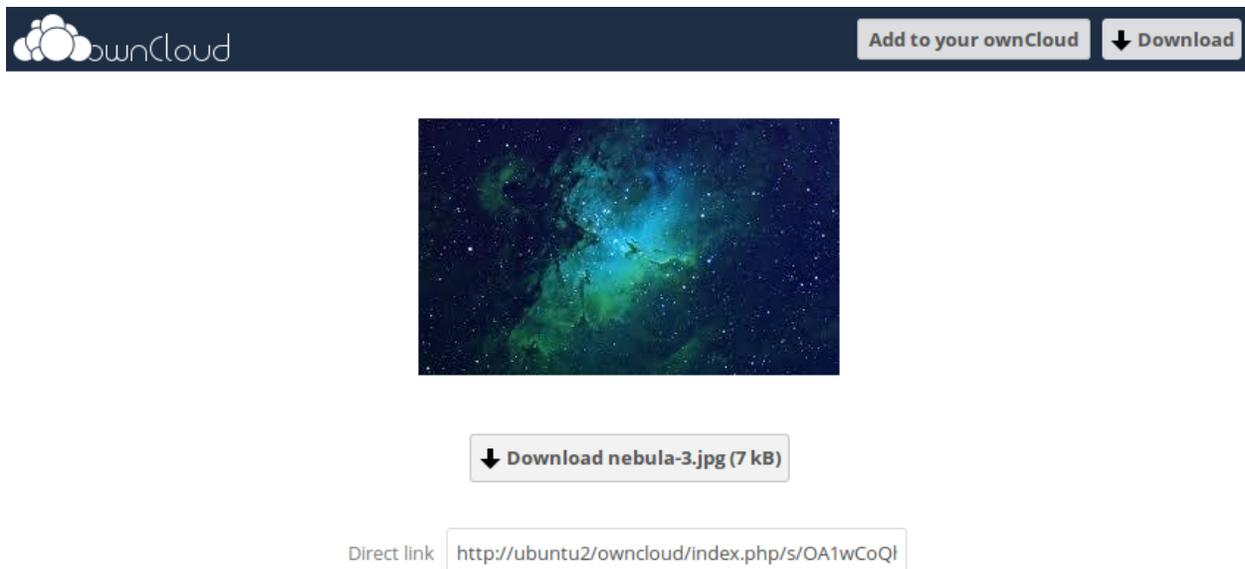 ownCloud
Add to your ownCloud
Download
Download nebula-3.jpg (7 kB)
Direct link
http://ubuntu2/owncloud/index.php/s/OA1wCoQ